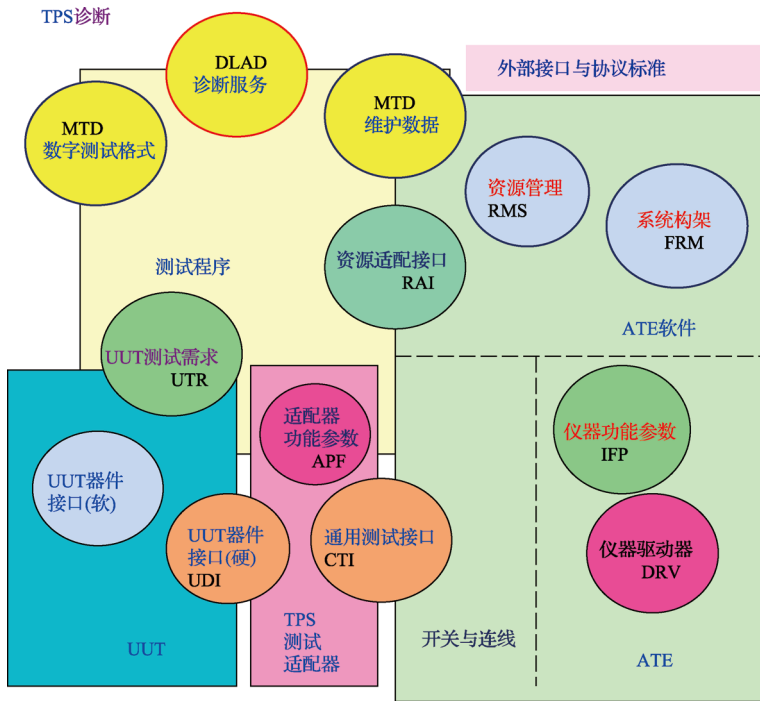 TPS诊断
DLAD
诊断服务
外部接口与协议标准
MTD
数字测试格式
MTD
维护数据
资源管理
RMS
系统构架
FRM
测试程序
资源适配接口
RAI
ATE软件
UUT测试需求
UTR
适配器
功能参数
APF
仪器功能参数
IFP
UUT器件
接口(软)
UUT器件
接口(硬)
UDI
通用测试接口
CTI
仪器驱动器
DRV
UUT
TPS
测试
适配器
开关与连线
ATE